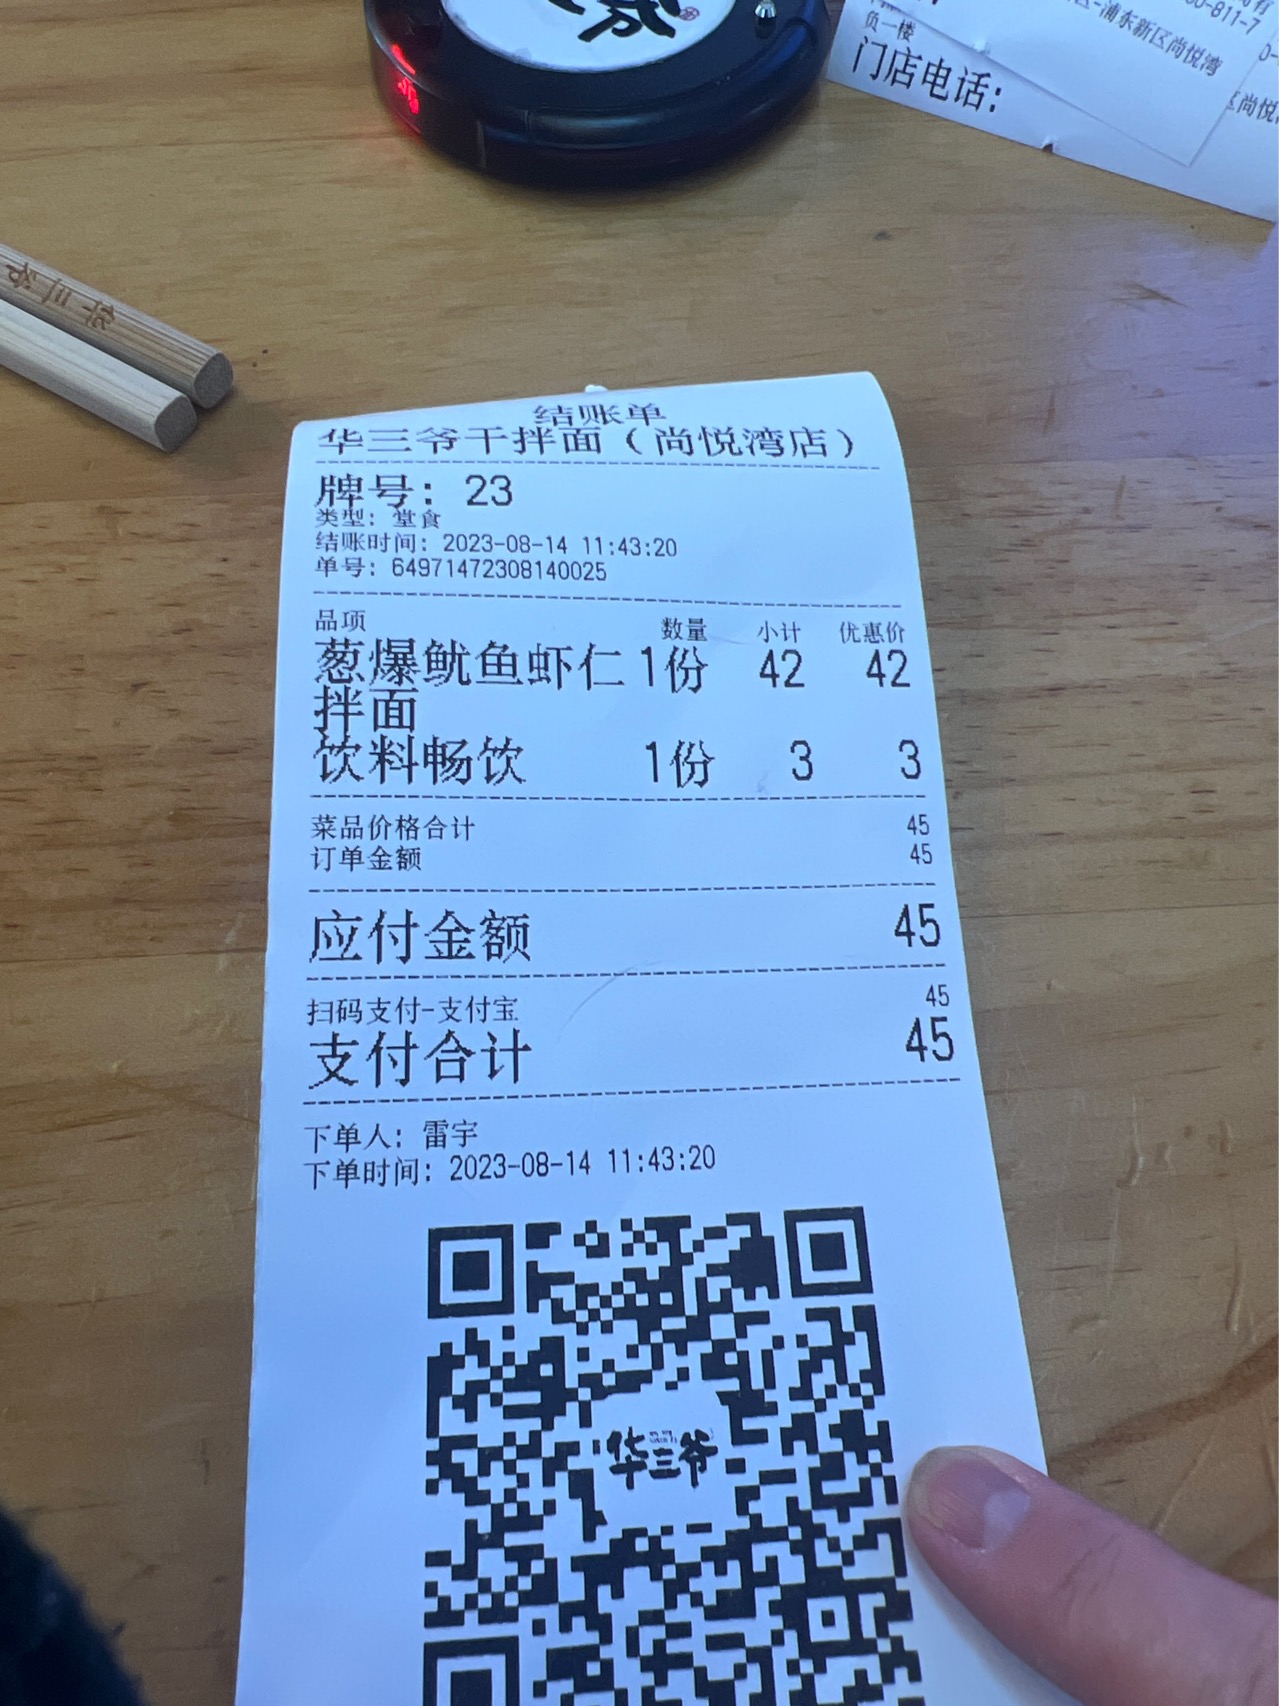 负一楼
门店电话:
-浦东新区尚悦湾
华三爷
结账单
华三爷干拌面（尚悦湾店）
牌号: 23
类型: 堂食
结账时间: 2023-08-14 11:43:20
单号: 64971472308140025
品项 数量 小计 优惠价
葱爆鱿鱼虾仁 1份 42 42
拌面
饮料畅饮 1份 3 3
菜品价格合计 45
订单金额 45
应付金额 45
扫码支付-支付宝 45
支付合计 45
下单人: 雷宇
下单时间: 2023-08-14 11:43:20
华三爷